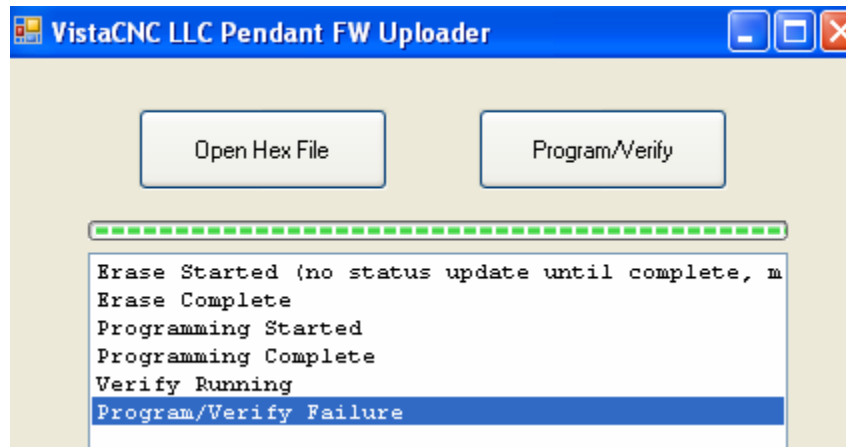 VistaCNC LLC Pendant FW Uploader
Open Hex File
Program/Verify
Erase Started (no status update until complete, m
Erase Complete
Programming Started
Programming Complete
Verify Running
Program/Verify Failure